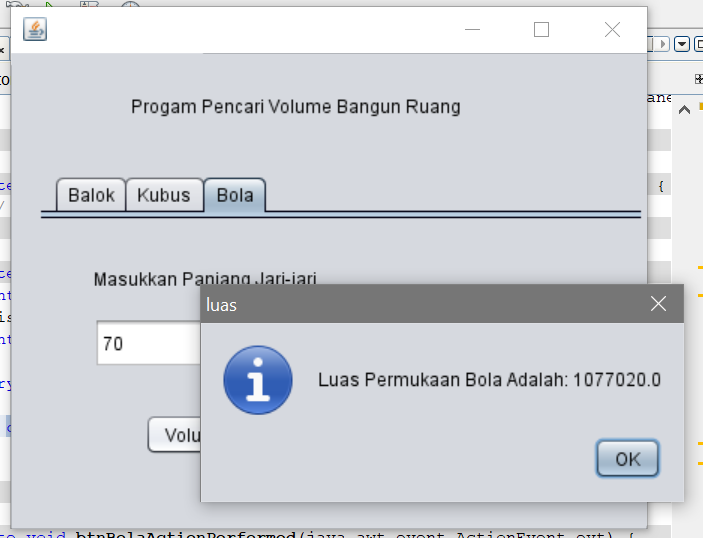 Progam Pencari Volume Bangun Ruang
Balok Kubus Bola
Masukkan Panjang Jari-jari
luas
70
Luas Permukaan Bola Adalah: 1077020.0
Volu
OK
void btnBolaActionPerformed(java.awt.event.ActionEvent evt) {